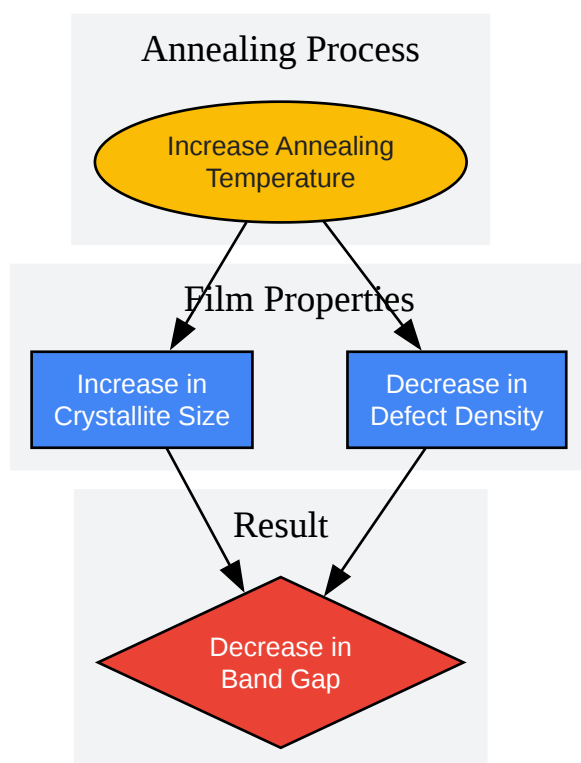 Annealing Process
Increase Annealing
Temperature
Film Properties
Increase in
Crystallite Size
Decrease in
Defect Density
Result
Decrease in
Band Gap